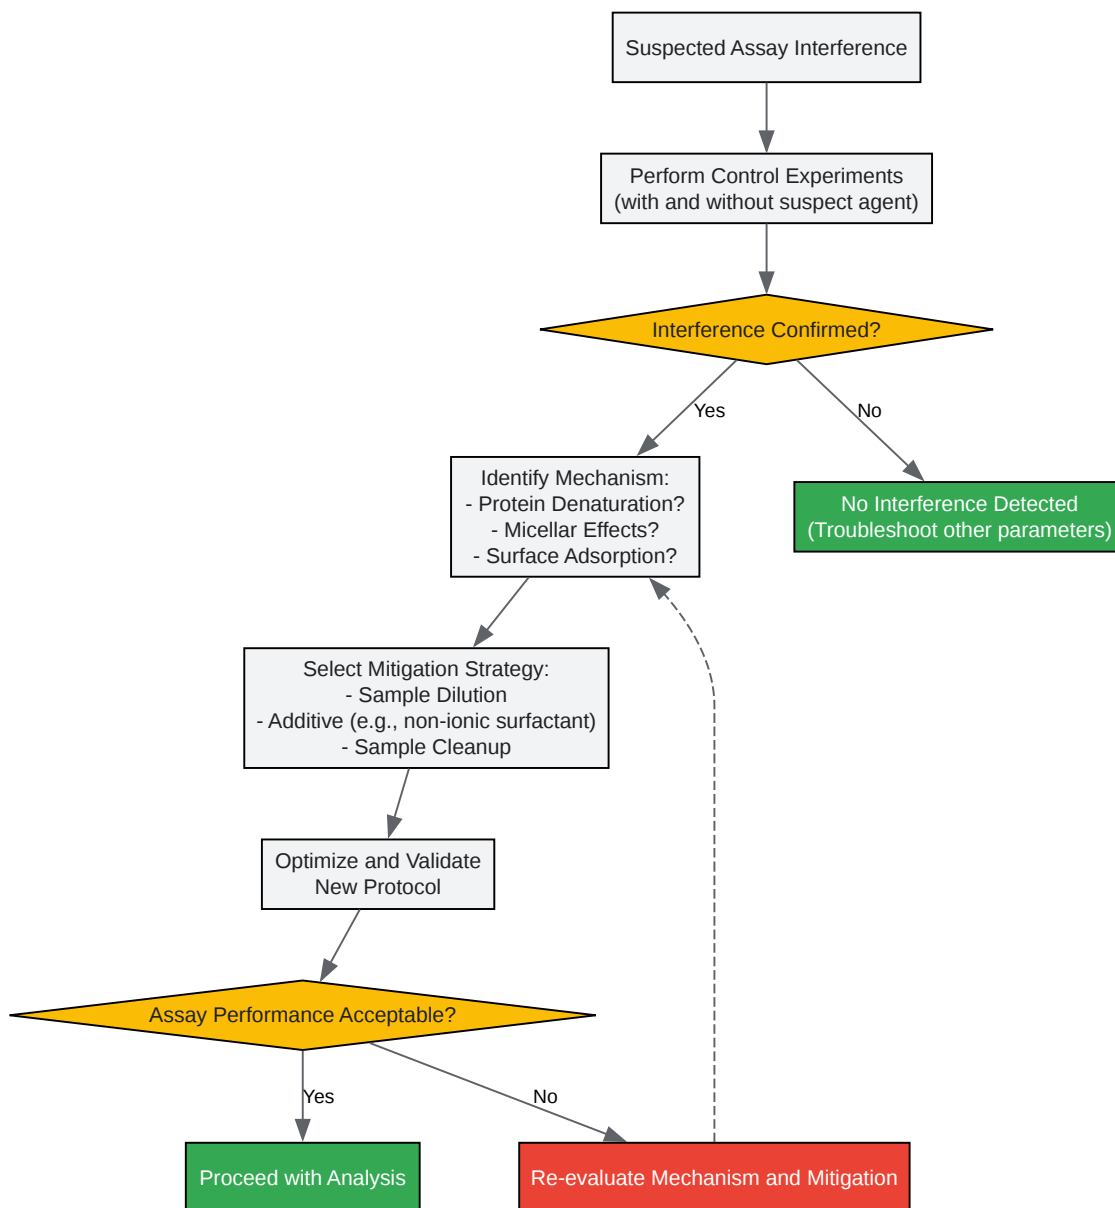 Suspected Assay Interference
Perform Control Experiments
(with and without suspect agent)
Interference Confirmed?
Yes
No
Identify Mechanism:
- Protein Denaturation?
- Micellar Effects?
- Surface Adsorption?
No Interference Detected
(Troubleshoot other parameters)
Select Mitigation Strategy:
- Sample Dilution
- Additive (e.g., non-ionic surfactant)
- Sample Cleanup
Optimize and Validate
New Protocol
Assay Performance Acceptable?
Yes
No
Proceed with Analysis
Re-evaluate Mechanism and Mitigation